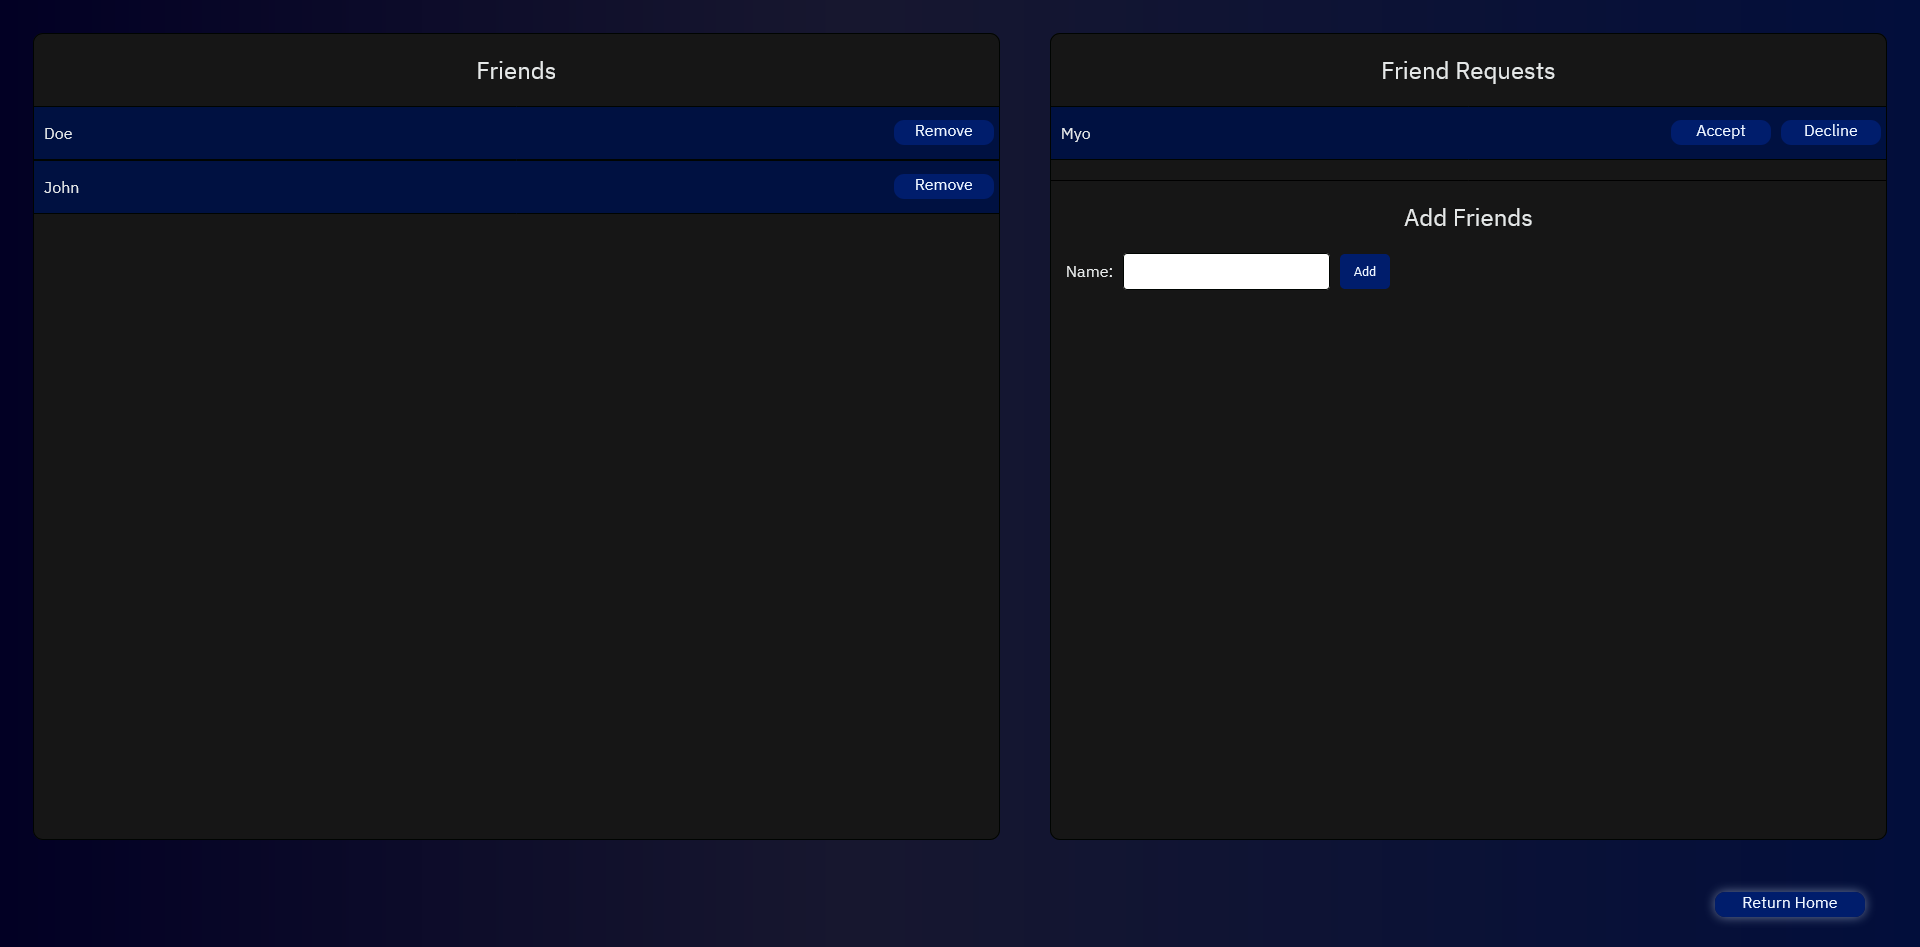 Friends
Doe Remove
John Remove
Friend Requests
Myo Accept Decline
Add Friends
Name: Add
Return Home